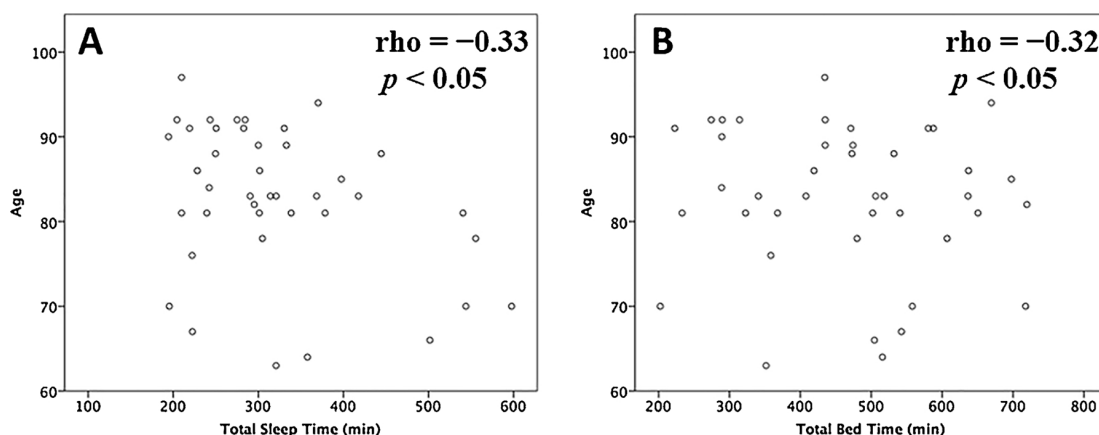 A
rho = −0.33
p < 0.05
100
90
80
70
60
Age
100 200 300 400 500 600
Total Sleep Time (min)
B
rho = −0.32
p < 0.05
100
90
80
70
60
Age
200 300 400 500 600 700 800
Total Bed Time (min)